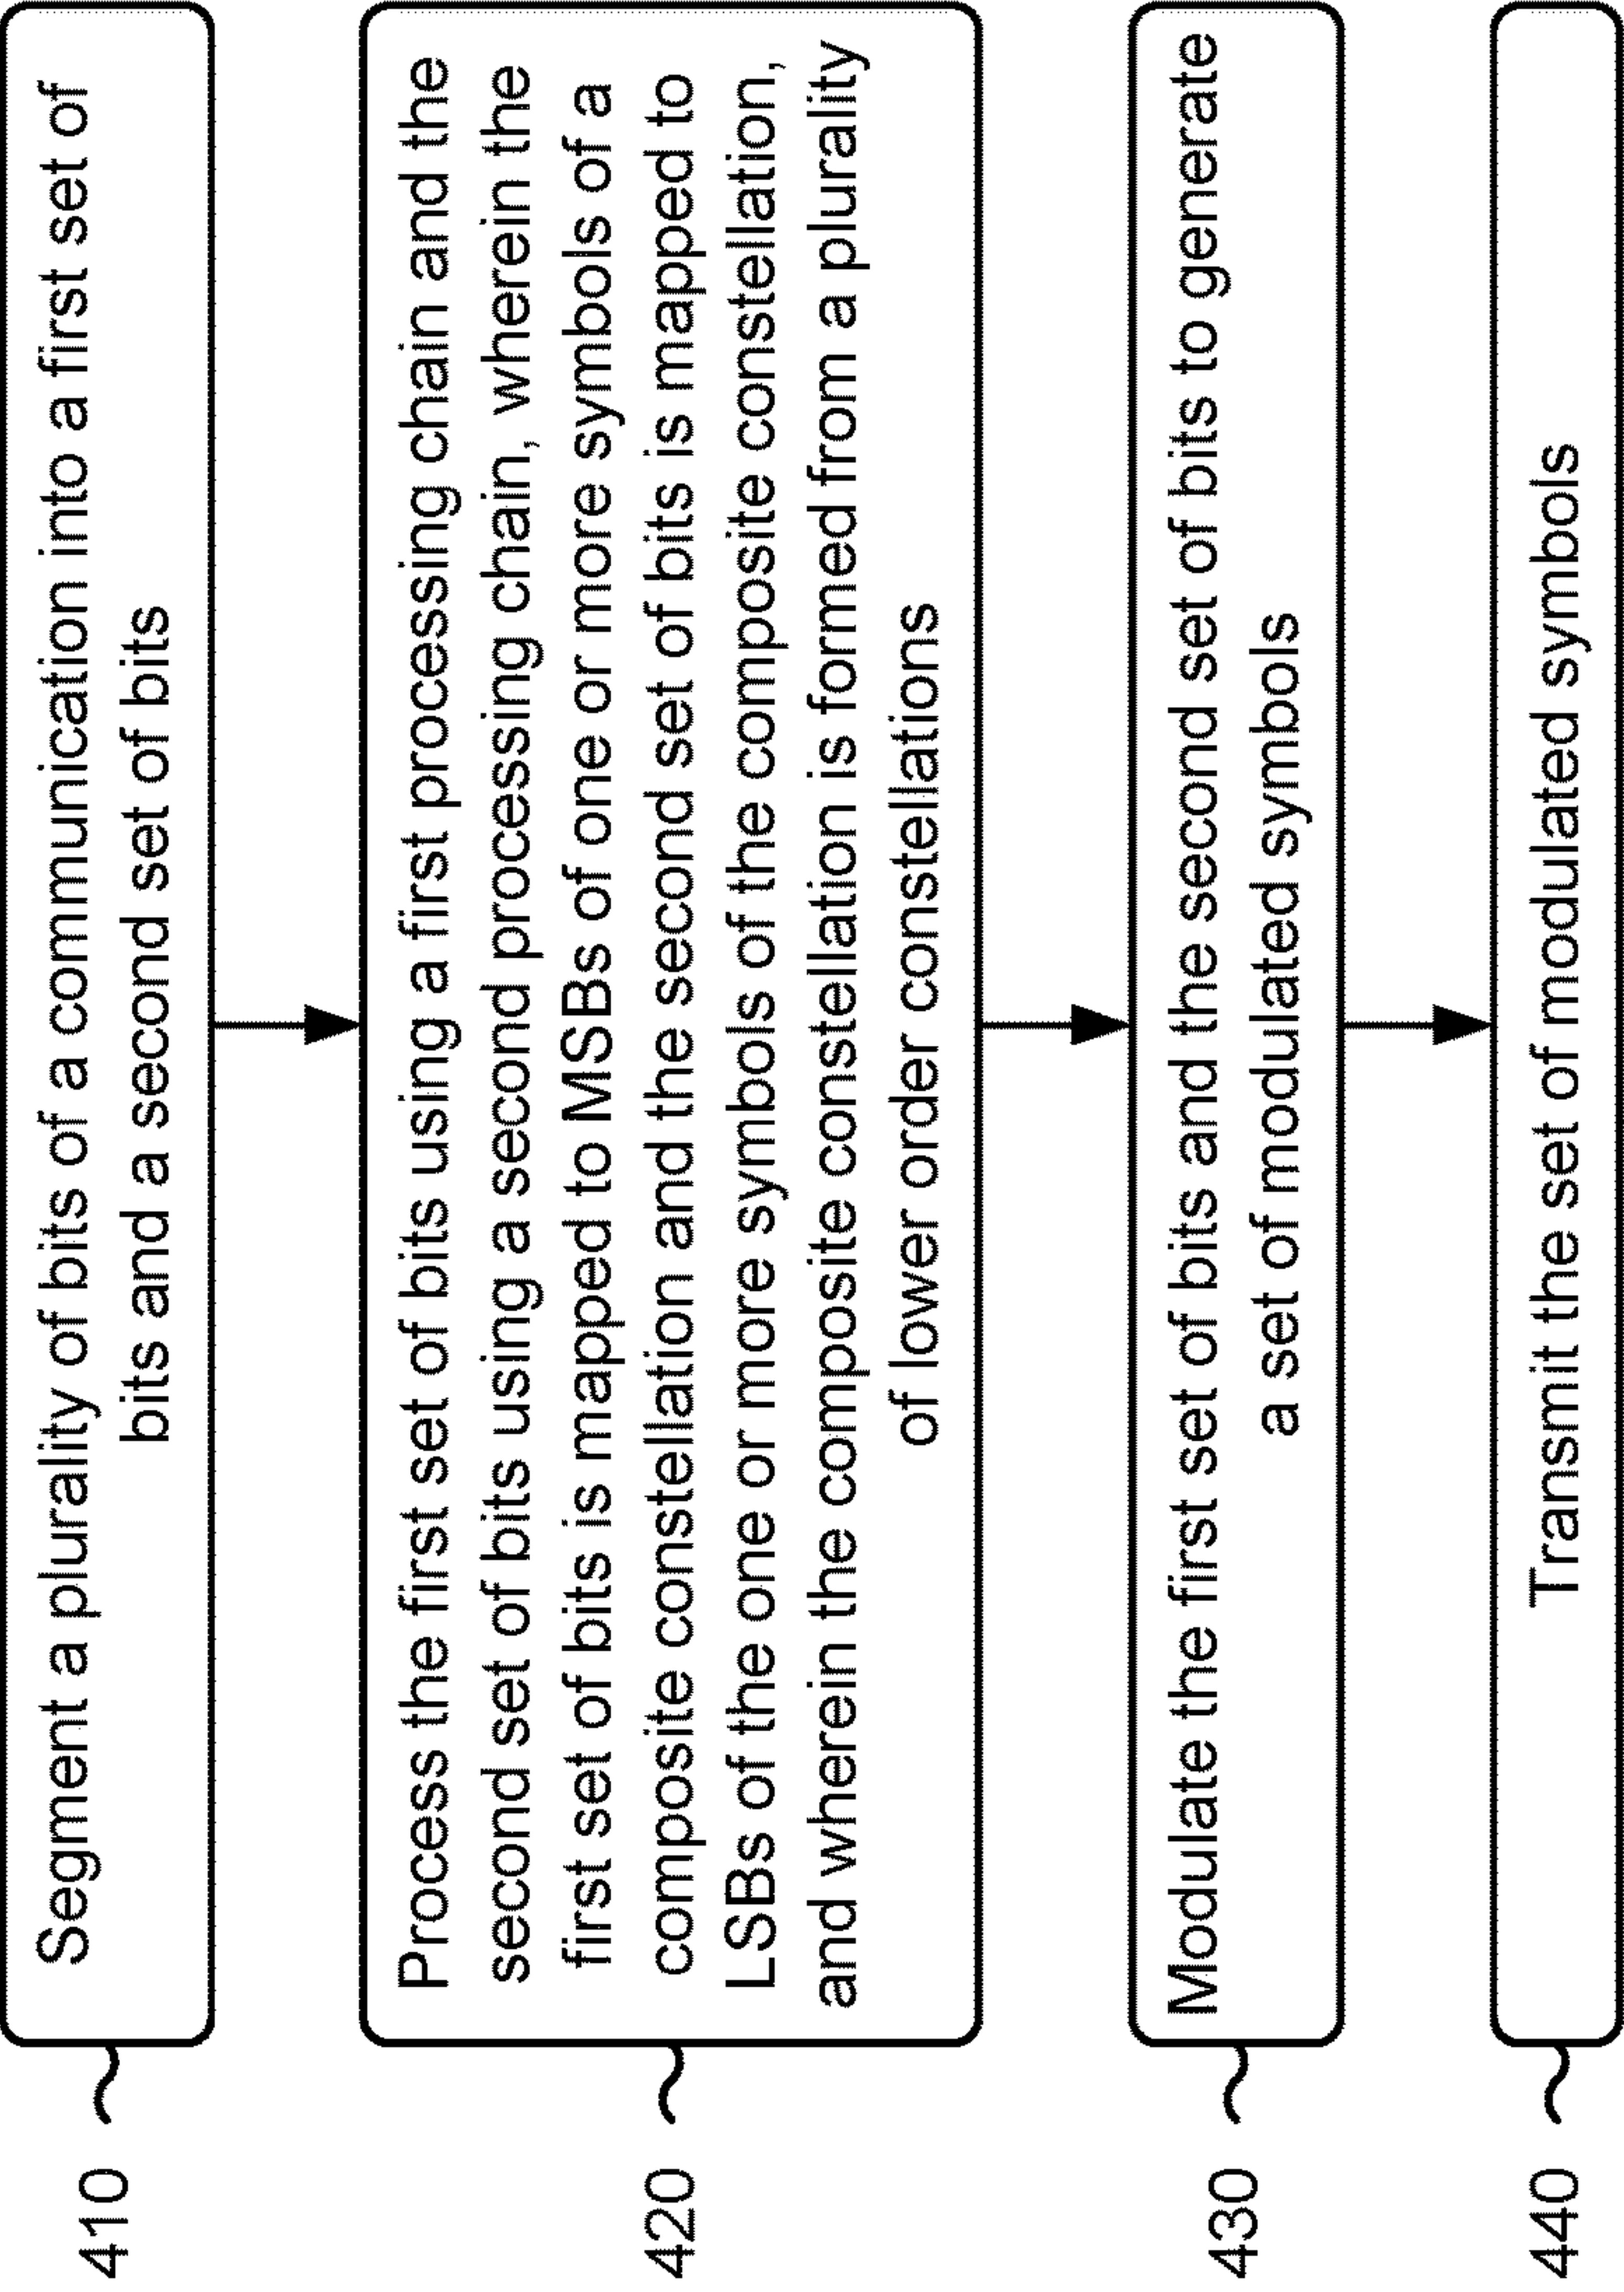 410
Segment a plurality of bits of a communication into a first set of
bits and a second set of bits
420
Process the first set of bits using a first processing chain and the
second set of bits using a second processing chain, wherein the
first set of bits is mapped to MSBs of one or more symbols of a
composite constellation and the second set of bits is mapped to
LSBs of the one or more symbols of the composite constellation,
and wherein the composite constellation is formed from a plurality
of lower order constellations
430
Modulate the first set of bits and the second set of bits to generate
a set of modulated symbols
440
Transmit the set of modulated symbols